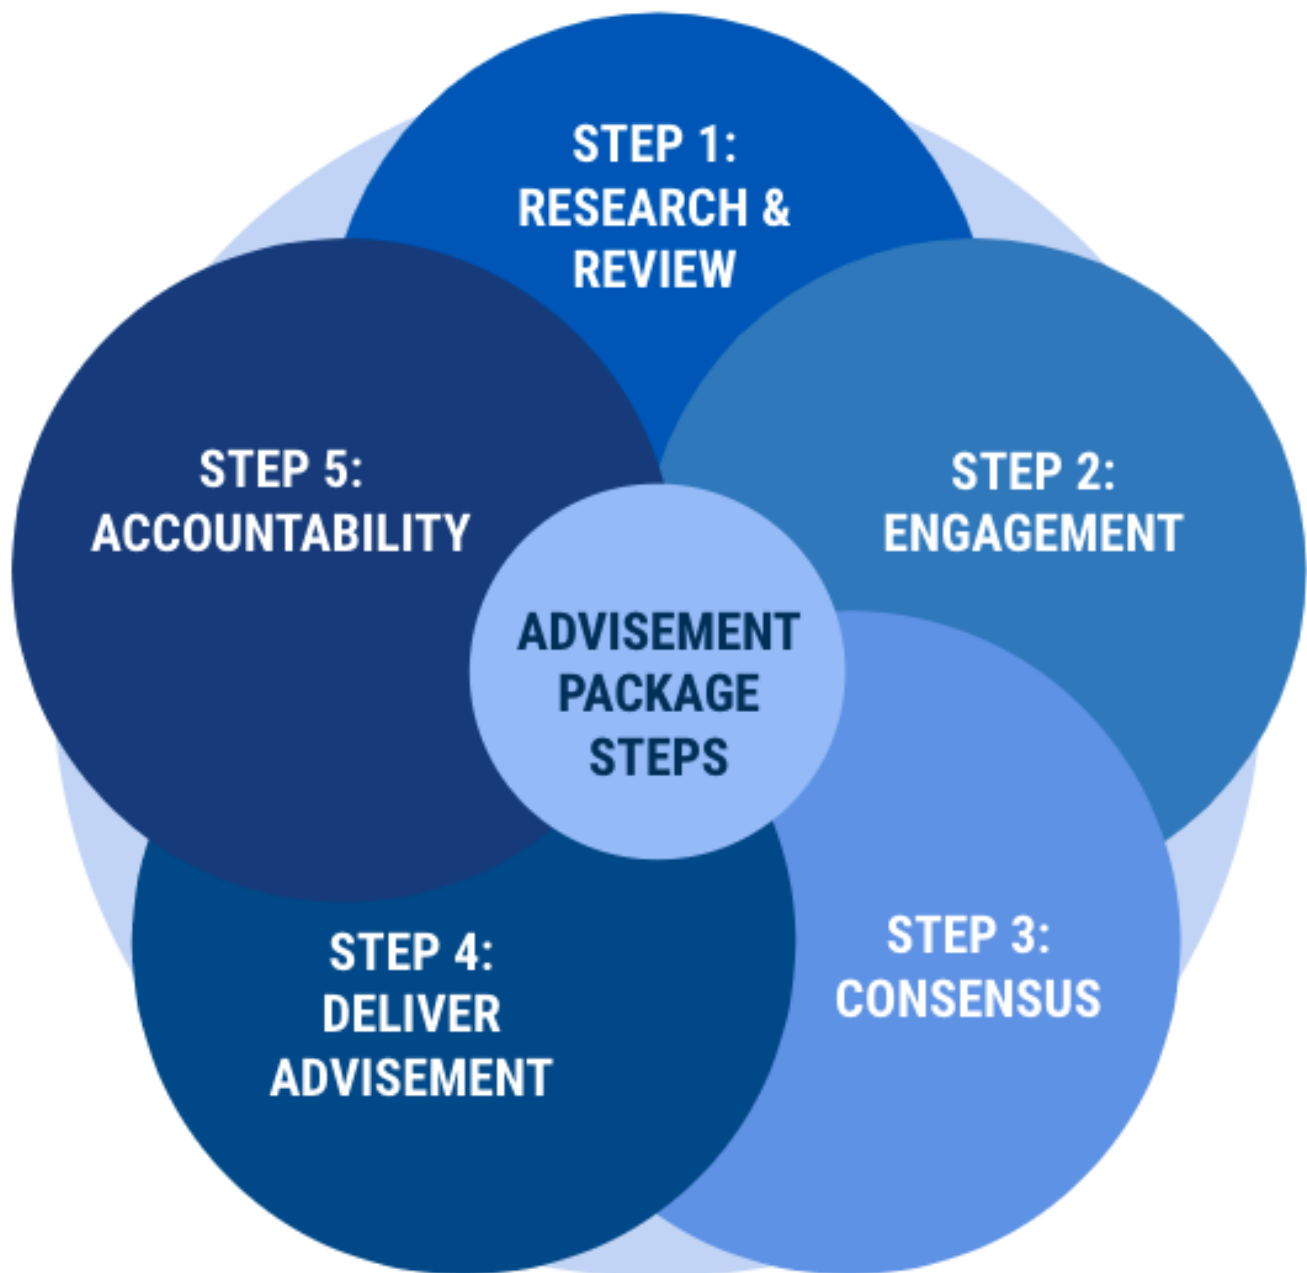 STEP 1:
RESEARCH &
REVIEW
STEP 2:
ENGAGEMENT
STEP 3:
CONSENSUS
STEP 4:
DELIVER
ADVISEMENT
STEP 5:
ACCOUNTABILITY
ADVISEMENT
PACKAGE
STEPS